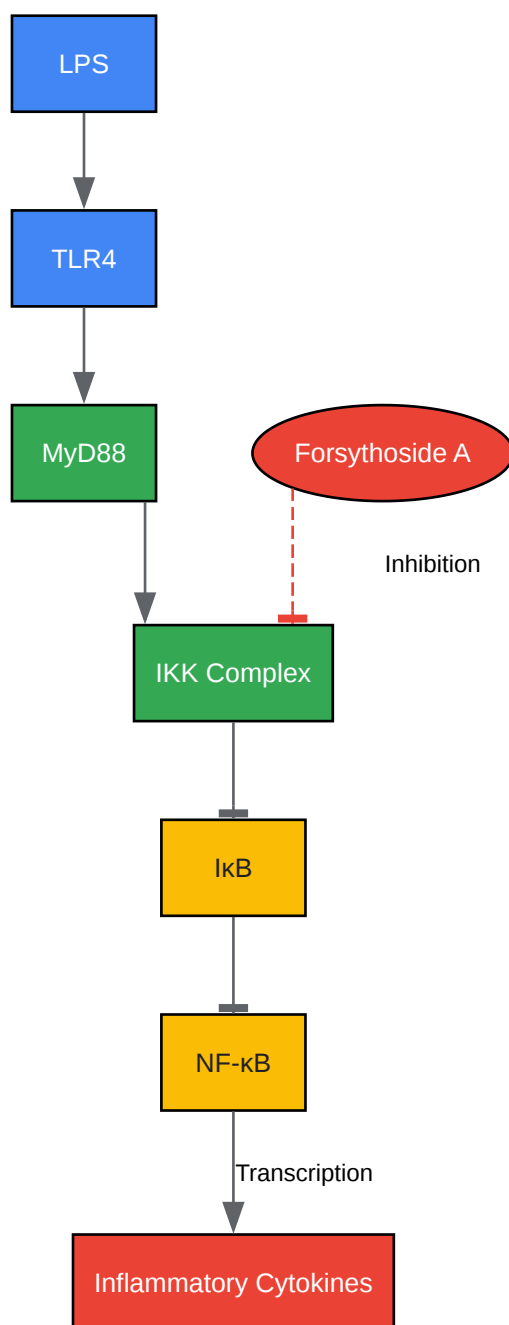 LPS
TLR4
MyD88
Forsythoside A
Inhibition
IKK Complex
IκB
NF-κB
Transcription
Inflammatory Cytokines